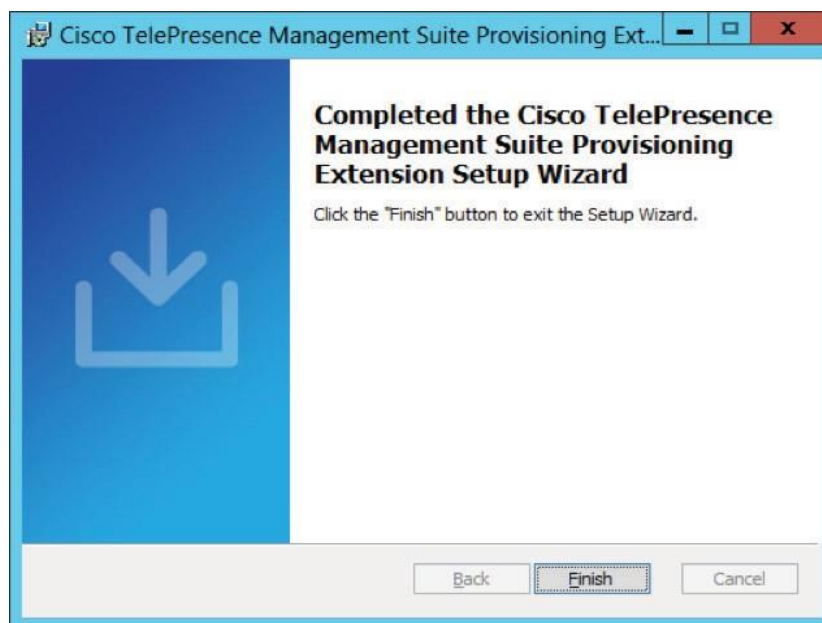 Cisco TelePresence Management Suite Provisioning Ext...
Completed the Cisco TelePresence
Management Suite Provisioning
Extension Setup Wizard
Click the "Finish" button to exit the Setup Wizard.
Back
Finish
Cancel